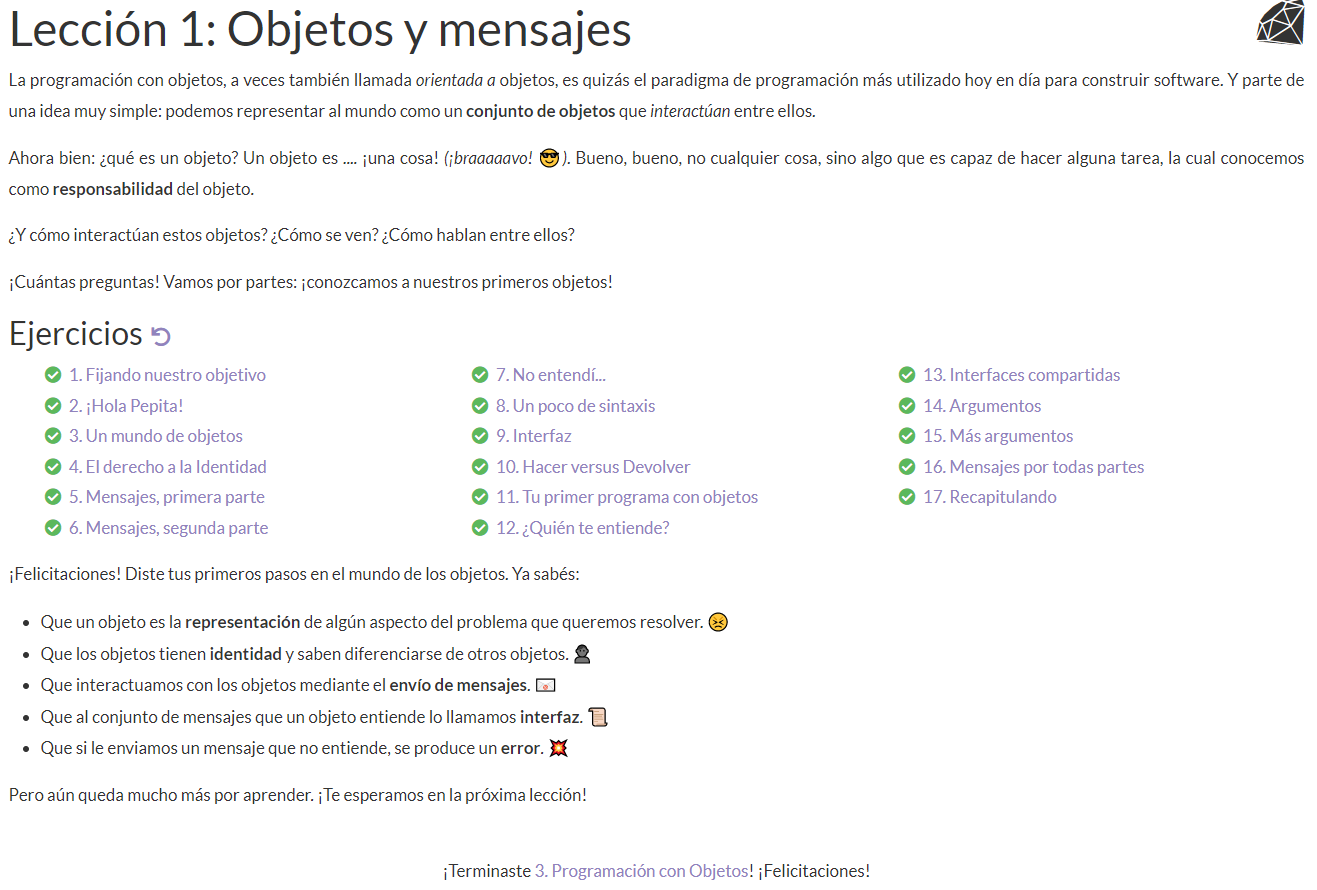 Lección 1: Objetos y mensajes
La programación con objetos, a veces también llamada orientada a objetos, es quizás el paradigma de programación más utilizado hoy en día para construir software. Y parte de
una idea muy simple: podemos representar al mundo como un conjunto de objetos que interactúan entre ellos.
Ahora bien: ¿qué es un objeto? Un objeto es .... ¡una cosa! (¡braaaaavo! 😎). Bueno, bueno, no cualquier cosa, sino algo que es capaz de hacer alguna tarea, la cual conocemos
como responsabilidad del objeto.
¿Y cómo interactúan estos objetos? ¿Cómo se ven? ¿Cómo hablan entre ellos?
¡Cuántas preguntas! Vamos por partes: ¡conozcamos a nuestros primeros objetos!
Ejercicios
1. Fijando nuestro objetivo
2. ¡Hola Pepita!
3. Un mundo de objetos
4. El derecho a la Identidad
5. Mensajes, primera parte
6. Mensajes, segunda parte
7. No entendí...
8. Un poco de sintaxis
9. Interfaz
10. Hacer versus Devolver
11. Tu primer programa con objetos
12. ¿Quién te entiende?
13. Interfaces compartidas
14. Argumentos
15. Más argumentos
16. Mensajes por todas partes
17. Recapitulando
¡Felicitaciones! Diste tus primeros pasos en el mundo de los objetos. Ya sabés:
• Que un objeto es la representación de algún aspecto del problema que queremos resolver. 😣
• Que los objetos tienen identidad y saben diferenciarse de otros objetos. 👤
• Que interactuamos con los objetos mediante el envío de mensajes. 💌
• Que al conjunto de mensajes que un objeto entiende lo llamamos interfaz. 📜
• Que si le enviamos un mensaje que no entiende, se produce un error. 💥
Pero aún queda mucho más por aprender. ¡Te esperamos en la próxima lección!
¡Terminaste 3. Programación con Objetos! ¡Felicitaciones!